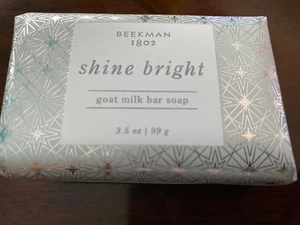 BEEKMAN
1802
shine bright
goat milk bar soap
3.5 oz | 99 g